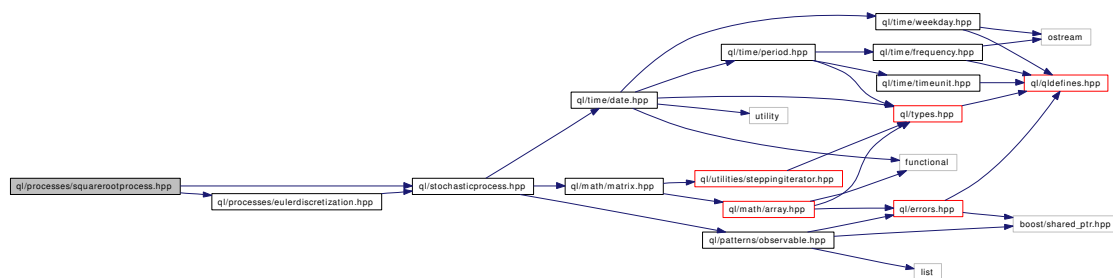 ql/time/weekday.hpp
ostream
ql/time/period.hpp
ql/time/frequency.hpp
ql/time/timeunit.hpp
ql/qldefines.hpp
ql/time/date.hpp
utility
ql/types.hpp
functional
ql/processes/squarerootprocess.hpp
ql/stochasticprocess.hpp
ql/math/matrix.hpp
ql/utilities/steppingiterator.hpp
ql/processes/eulerdiscretization.hpp
ql/math/array.hpp
ql/errors.hpp
boost/shared_ptr.hpp
ql/patterns/observable.hpp
list